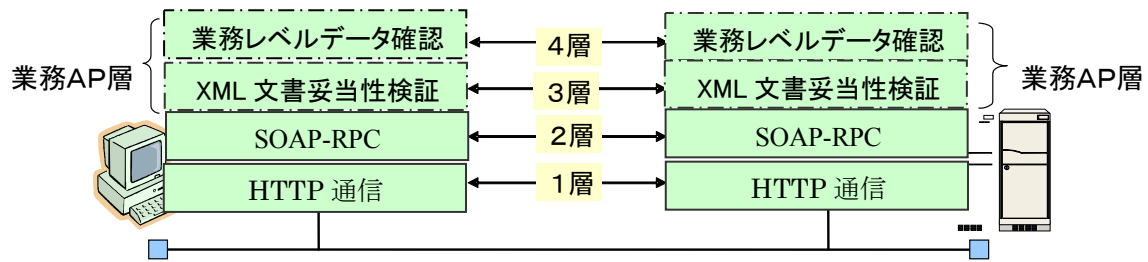 業務レベルデータ確認 4層 業務レベルデータ確認
業務AP層 業務AP層
XML 文書妥当性検証 3層 XML 文書妥当性検証
SOAP-RPC 2層 SOAP-RPC
HTTP 通信 1層 HTTP 通信